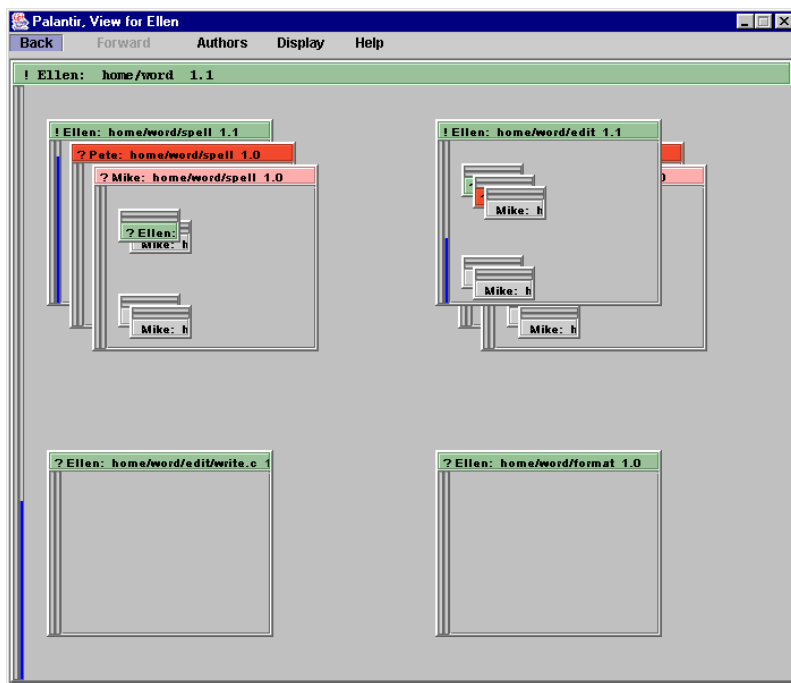 Palantir, View for Ellen
Back Forward Authors Display Help
! Ellen: home/word 1.1
! Ellen: home/word/spell 1.1
? Pete: home/word/spell 1.0
? Mike: home/word/spell 1.0
? Ellen:
Mike: h
Mike: h
! Ellen: home/word/edit 1.1
Mike: h
Mike: h
Mike: h
? Ellen: home/word/edit/write.c 1
? Ellen: home/word/format 1.0